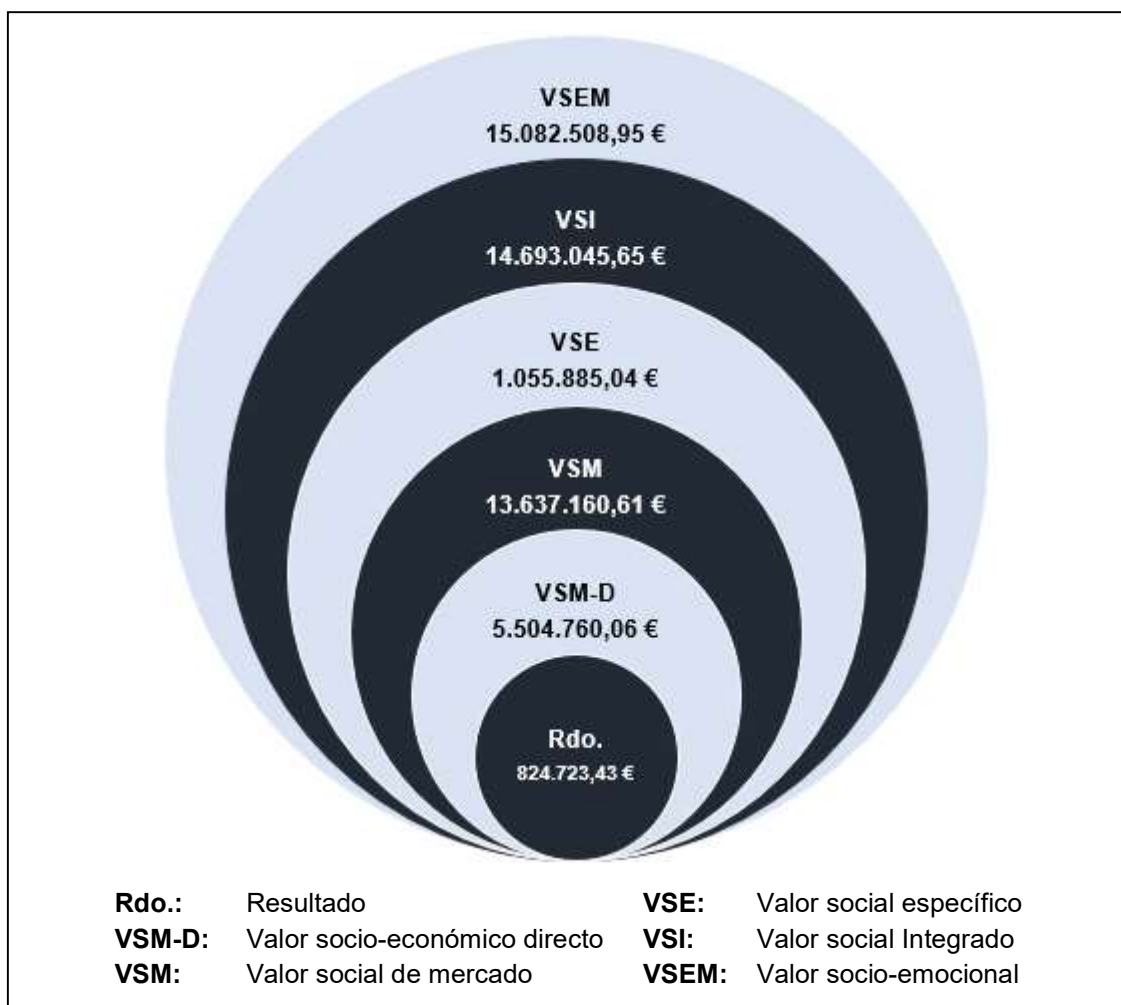 VSEM
15.082.508,95 €
VSI
14.693.045,65 €
VSE
1.055.885,04 €
VSM
13.637.160,61 €
VSM-D
5.504.760,06 €
Rdo.
824.723,43 €
Rdo.: Resultado VSE: Valor social específico
VSM-D: Valor socio-económico directo VSI: Valor social Integrado
VSM: Valor social de mercado VSEM: Valor socio-emocional